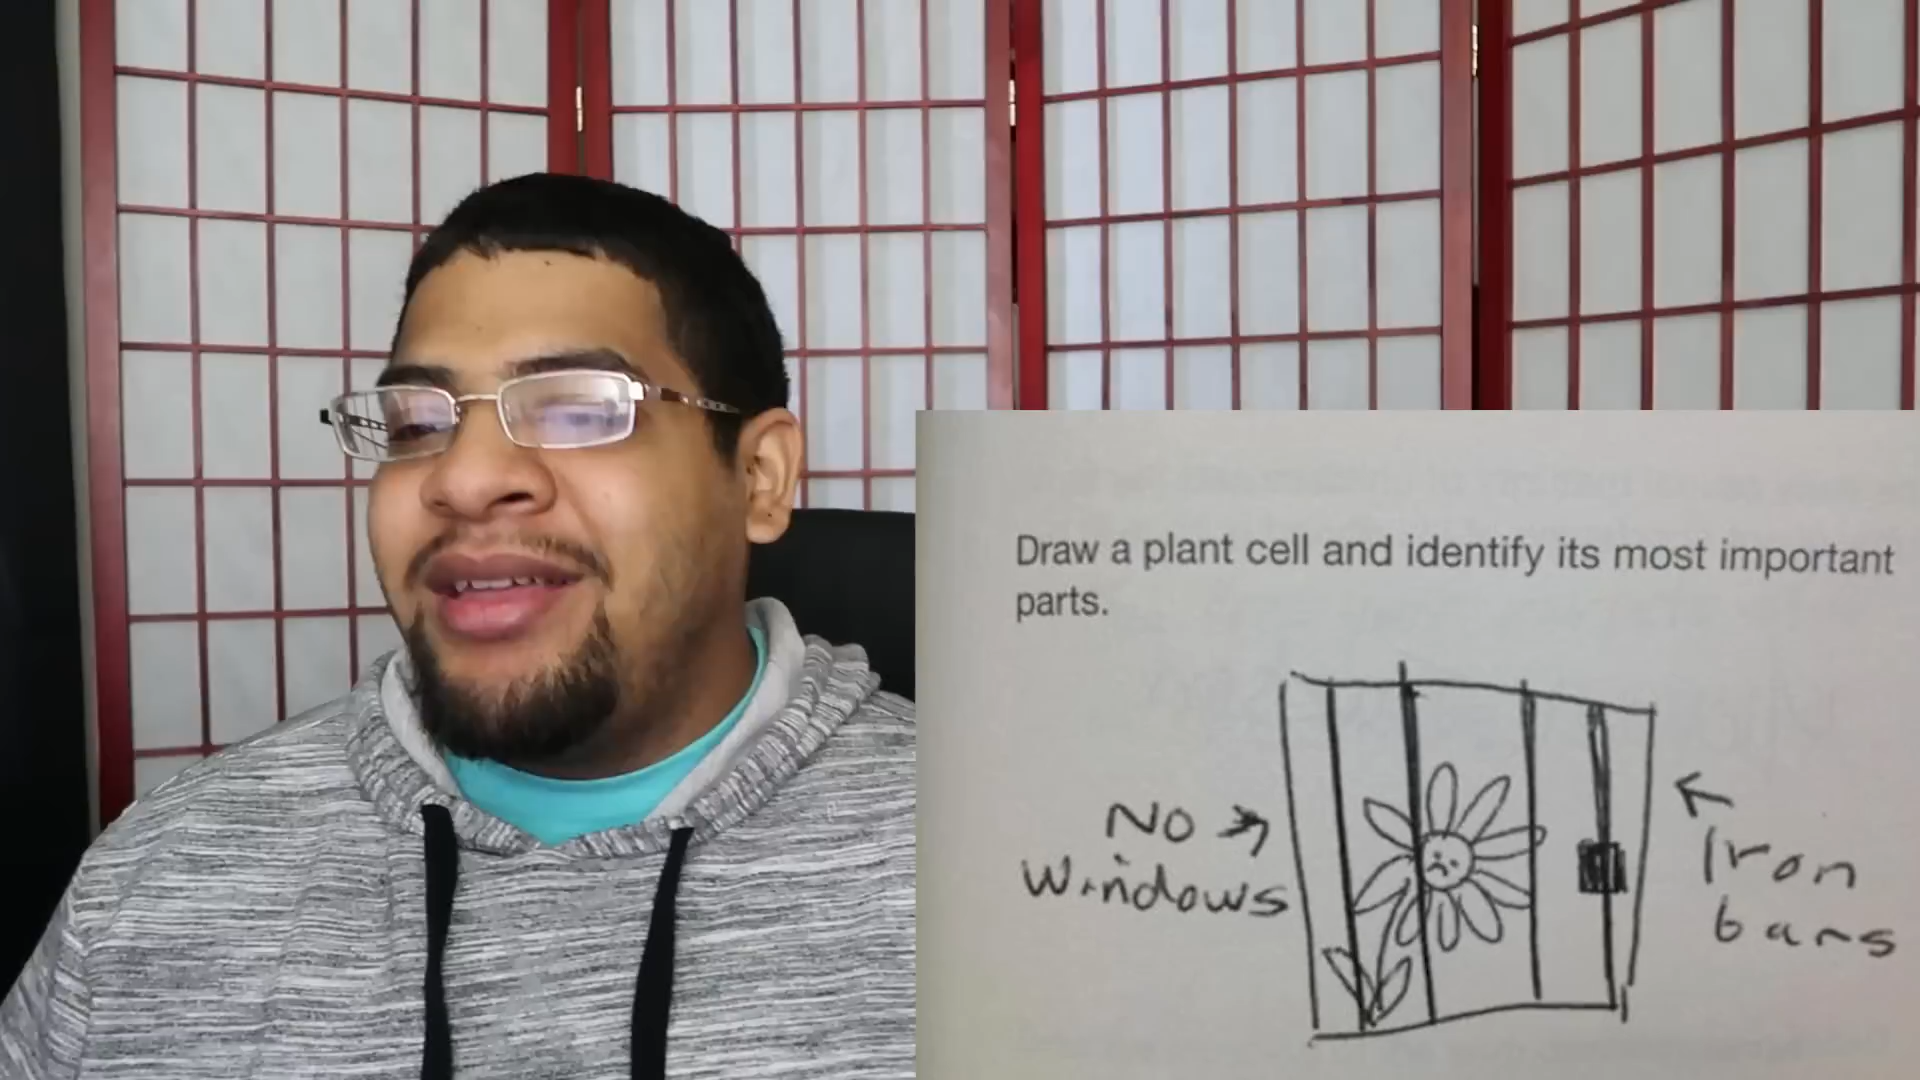 Draw a plant cell and identify its most important
parts.
No
Windows
Iron
bars